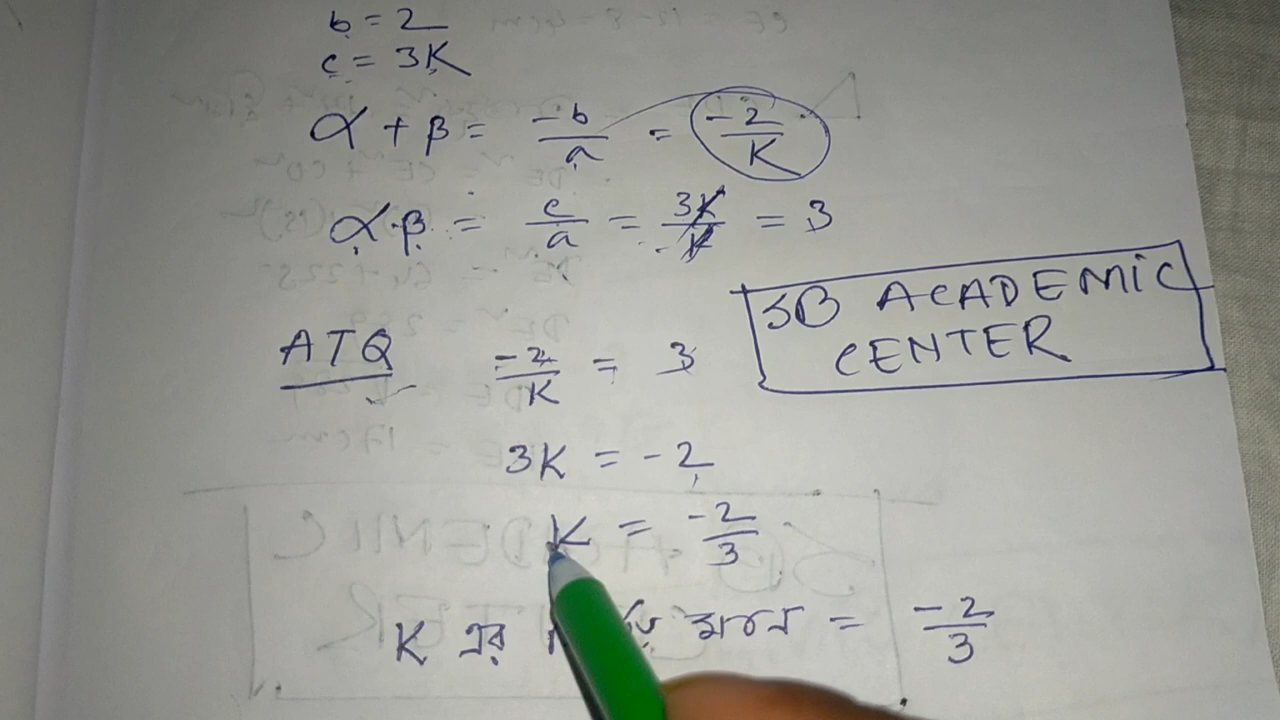 b = 2
c = 3K
α + β = -b/a = -2/K
α.β = c/a = 3K/K = 3
SB ACADEMIC
CENTER
ATQ -2/K = 3
3K = -2
K = -2/3
K এর মান = -2/3